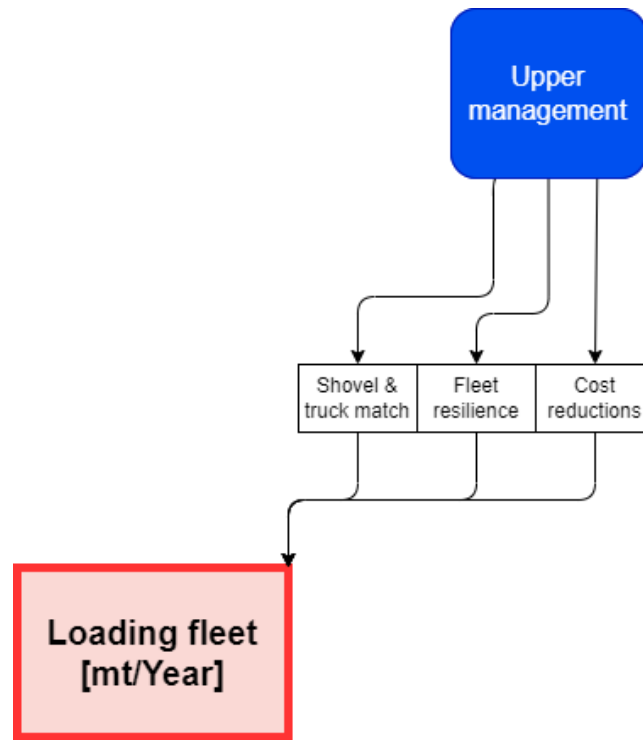 Upper
management
Shovel &
truck match
Fleet
resilience
Cost
reductions
Loading fleet
[mt/Year]